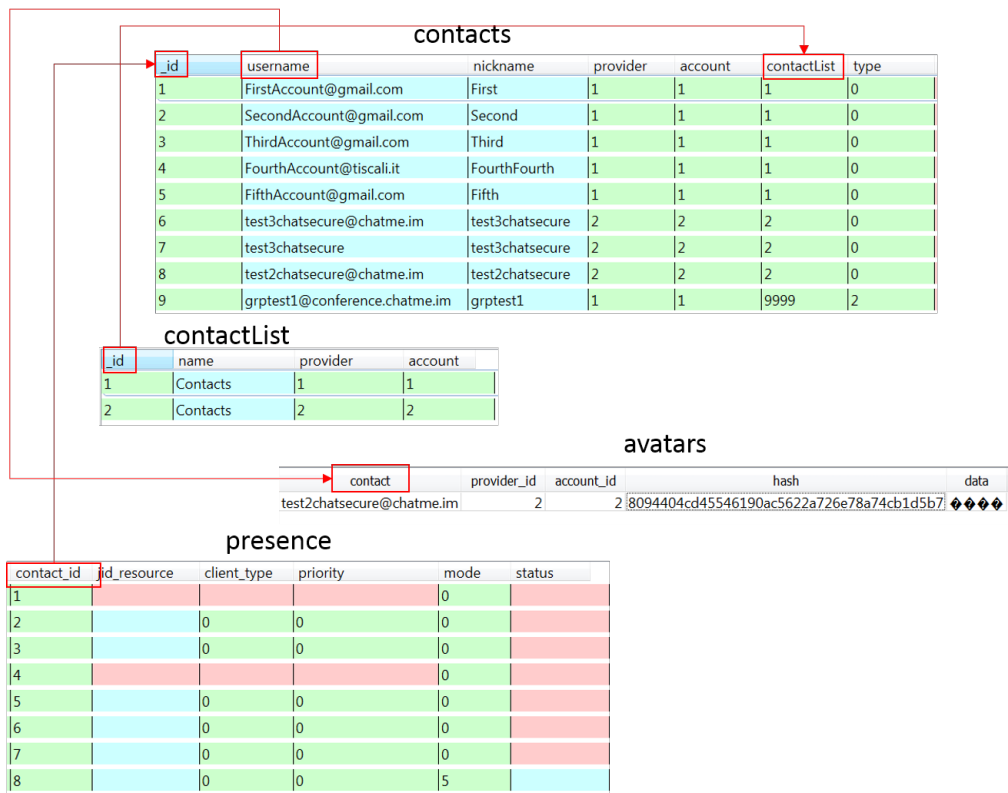 contacts
_id username nickname provider account contactList type
1 FirstAccount@gmail.com First 1 1 1 0
2 SecondAccount@gmail.com Second 1 1 1 0
3 ThirdAccount@gmail.com Third 1 1 1 0
4 FourthAccount@tiscali.it FourthFourth 1 1 1 0
5 FifthAccount@gmail.com Fifth 1 1 1 0
6 test3chatsecure@chatme.im test3chatsecure 2 2 2 0
7 test3chatsecure test3chatsecure 2 2 2 0
8 test2chatsecure@chatme.im test2chatsecure 2 2 2 0
9 grptest1@conference.chatme.im grptest1 1 1 9999 2
contactList
_id name provider account
1 Contacts 1 1
2 Contacts 2 2
avatars
contact provider_id account_id hash data
test2chatsecure@chatme.im 2 2 8094404cd45546190ac5622a726e78a74cb1d5b7 ����
presence
contact_id jid_resource client_type priority mode status
1 0
2 0 0 0
3 0 0 0
4 0
5 0 0 0
6 0 0 0
7 0 0 0
8 0 0 5